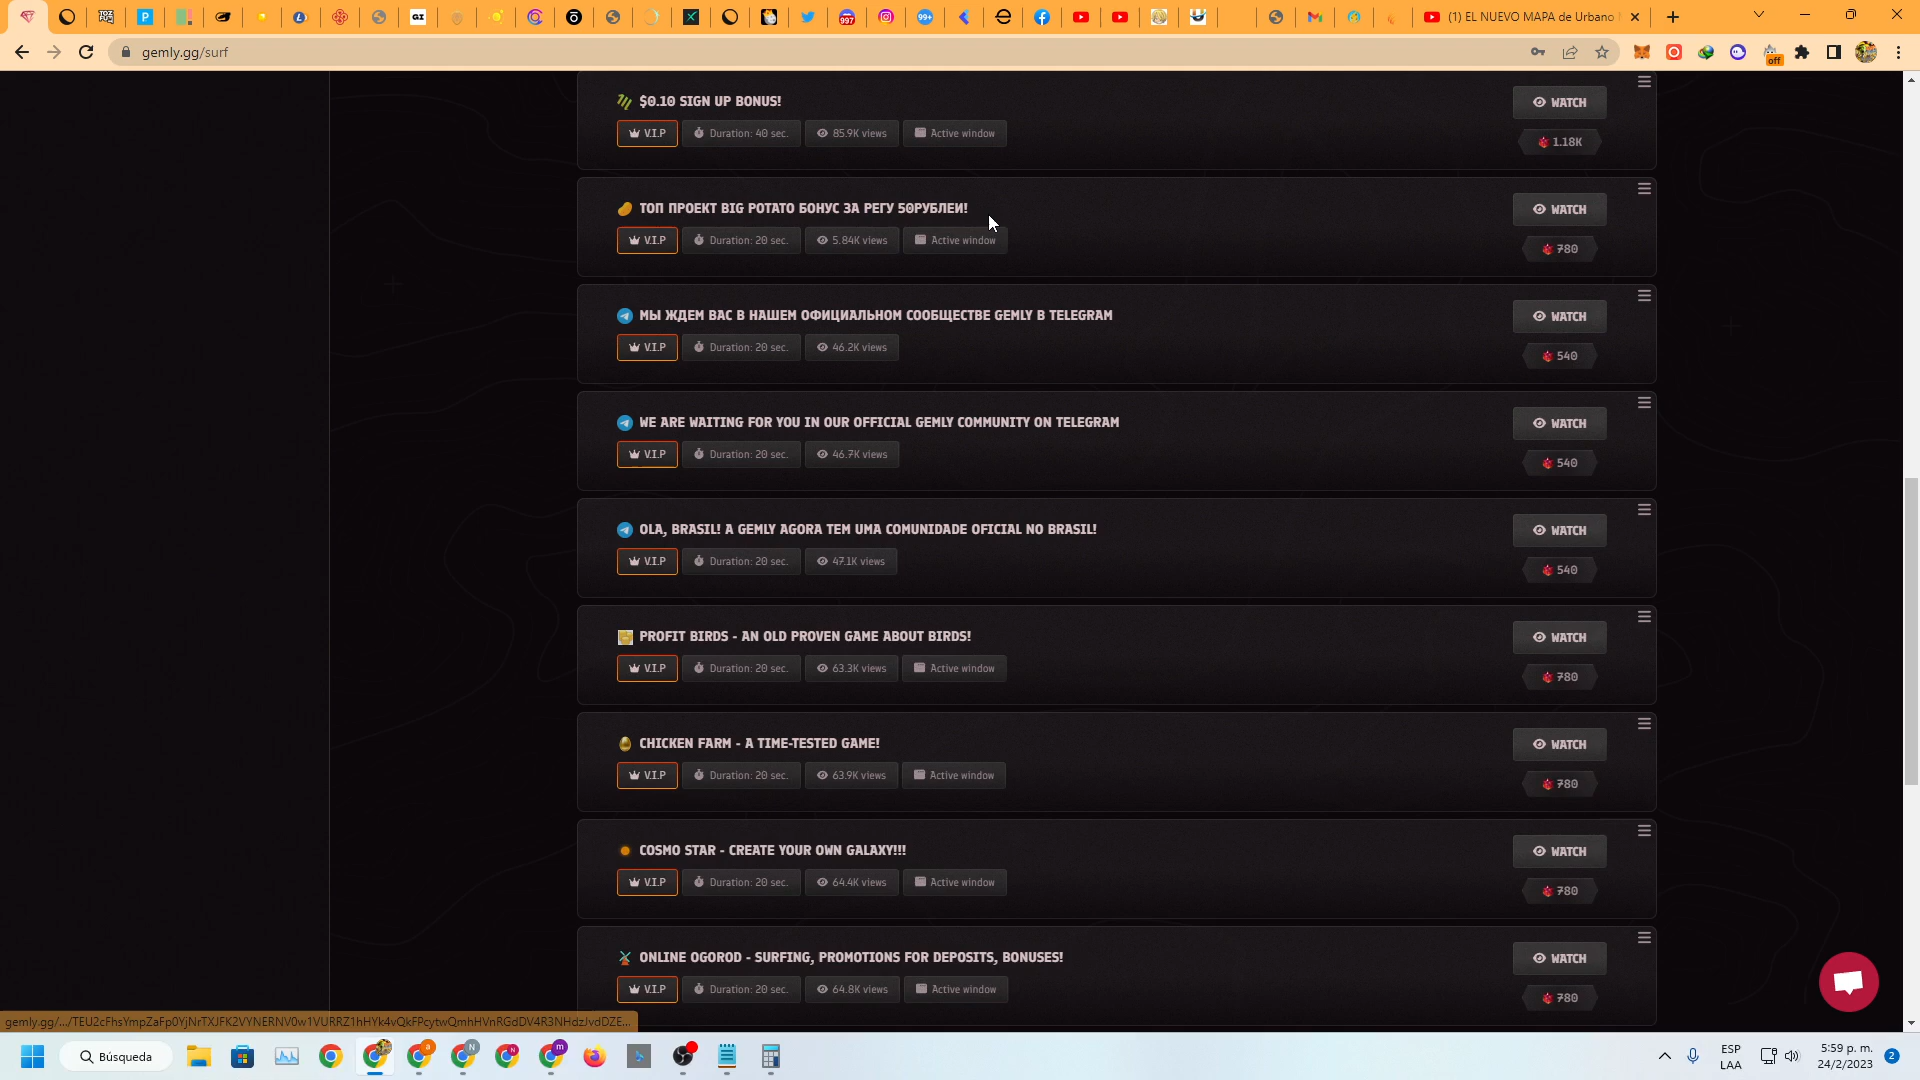 (1) EL NUEVO MAPA de Urbano
gemly.gg/surf
off
997
99+
GI
$0.10 SIGN UP BONUS!
WATCH
V.I.P
Duration: 40 sec.
85.9K views
Active window
1.18K
ТОП ПРОЕКТ BIG POTATO БОНУС ЗА РЕГУ 50РУБЛЕЙ!
WATCH
V.I.P
Duration: 20 sec.
5.84K views
Active window
780
МЫ ЖДЕМ ВАС В НАШЕМ ОФИЦИАЛЬНОМ СООБЩЕСТВЕ GEMLY В TELEGRAM
WATCH
V.I.P
Duration: 20 sec.
46.2K views
540
WE ARE WAITING FOR YOU IN OUR OFFICIAL GEMLY COMMUNITY ON TELEGRAM
WATCH
V.I.P
Duration: 20 sec.
46.7K views
540
OLA, BRASIL! A GEMLY AGORA TEM UMA COMUNIDADE OFICIAL NO BRASIL!
WATCH
V.I.P
Duration: 20 sec.
47.1K views
540
PROFIT BIRDS - AN OLD PROVEN GAME ABOUT BIRDS!
WATCH
V.I.P
Duration: 20 sec.
63.3K views
Active window
780
CHICKEN FARM - A TIME-TESTED GAME!
WATCH
V.I.P
Duration: 20 sec.
63.9K views
Active window
780
COSMO STAR - CREATE YOUR OWN GALAXY!!!
WATCH
V.I.P
Duration: 20 sec.
64.4K views
Active window
780
ONLINE OGOROD - SURFING, PROMOTIONS FOR DEPOSITS, BONUSES!
WATCH
V.I.P
Duration: 20 sec.
64.8K views
Active window
780
Búsqueda
ESP
LAA
5:59 p. m.
24/2/2023
2